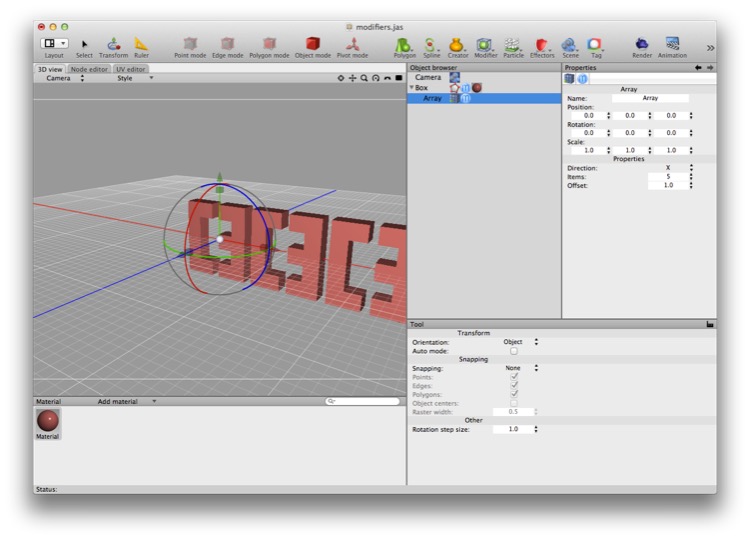 modifiers.jas
Layout Select Transform Ruler Point mode Edge mode Polygon mode Object mode Pivot mode Polygon Spline Creator Modifier Particle Effectors Scene Tag Render Animation »
3D view Node editor UV editor
Camera Style
Object browser
Camera
Box
Array
Properties
Array
Name: Array
Position:
0.0 0.0 0.0
Rotation:
0.0 0.0 0.0
Scale:
1.0 1.0 1.0
Properties
Direction: X
Items: 5
Offset: 1.0
Tool
Transform
Orientation: Object
Auto mode:
Snapping
Snapping: None
Points:
Edges:
Polygons:
Object centers:
Raster width: 0.5
Other
Rotation step size: 1.0
Material Add material
Material
Status: